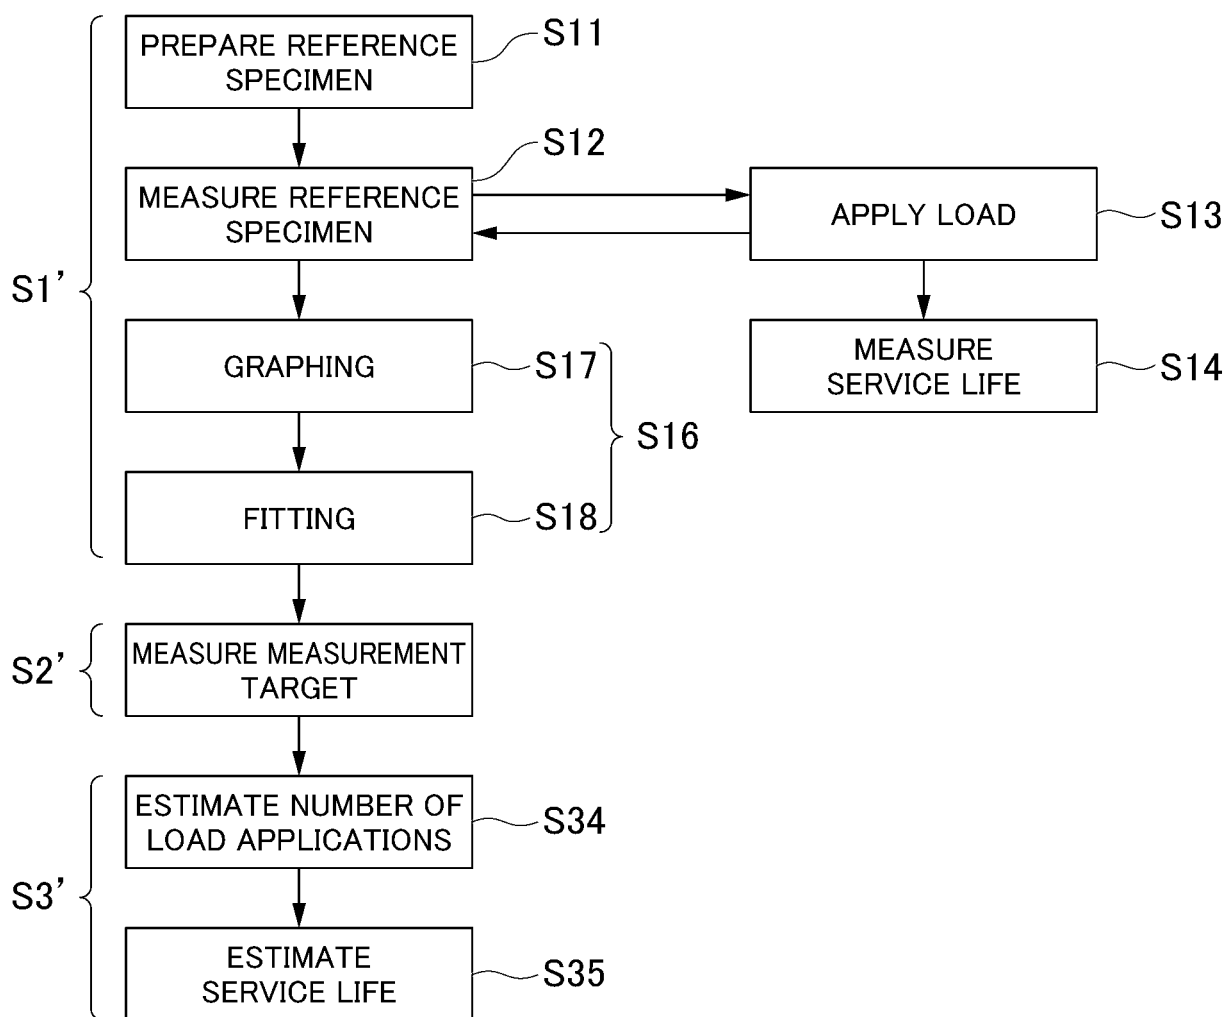 PREPARE REFERENCE
SPECIMEN
S11
MEASURE REFERENCE
SPECIMEN
S12
APPLY LOAD
S13
S1’
GRAPHING
S17
MEASURE
SERVICE LIFE
S14
S16
FITTING
S18
MEASURE MEASUREMENT
TARGET
S2’
ESTIMATE NUMBER OF
LOAD APPLICATIONS
S34
S3’
ESTIMATE
SERVICE LIFE
S35